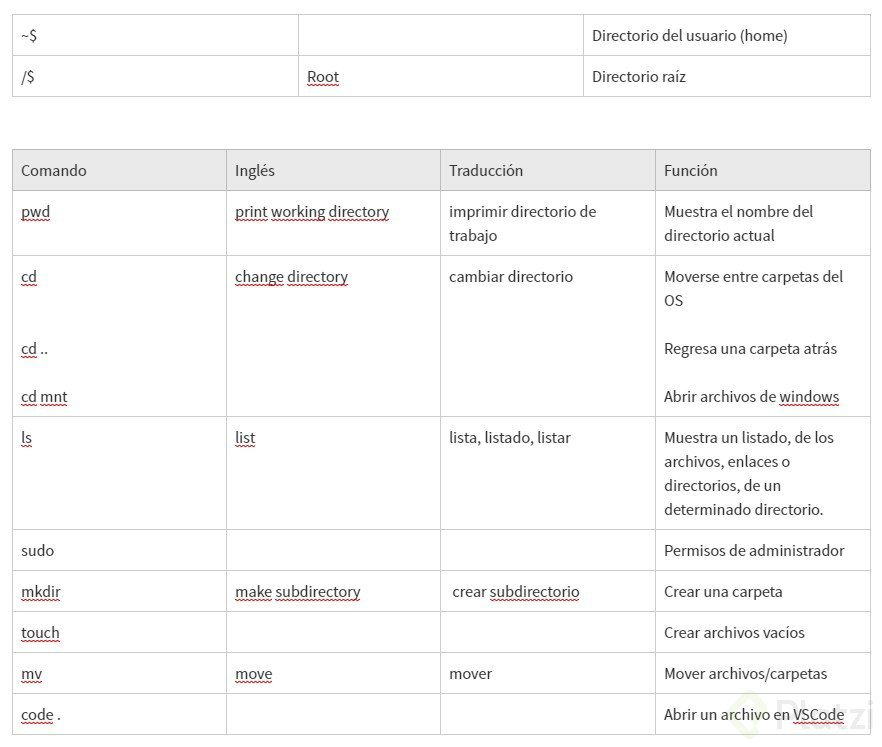 ~$ Directorio del usuario (home)
/$ Root Directorio raíz
Comando Inglés Traducción Función
pwd print working directory imprimir directorio de trabajo Muestra el nombre del directorio actual
cd change directory cambiar directorio Moverse entre carpetas del OS
cd .. Regresa una carpeta atrás
cd mnt Abrir archivos de windows
ls list lista, listado, listar Muestra un listado, de los archivos, enlaces o directorios, de un determinado directorio.
sudo Permisos de administrador
mkdir make subdirectory crear subdirectorio Crear una carpeta
touch Crear archivos vacíos
mv move mover Mover archivos/carpetas
code . Abrir un archivo en VSCode
Platzi